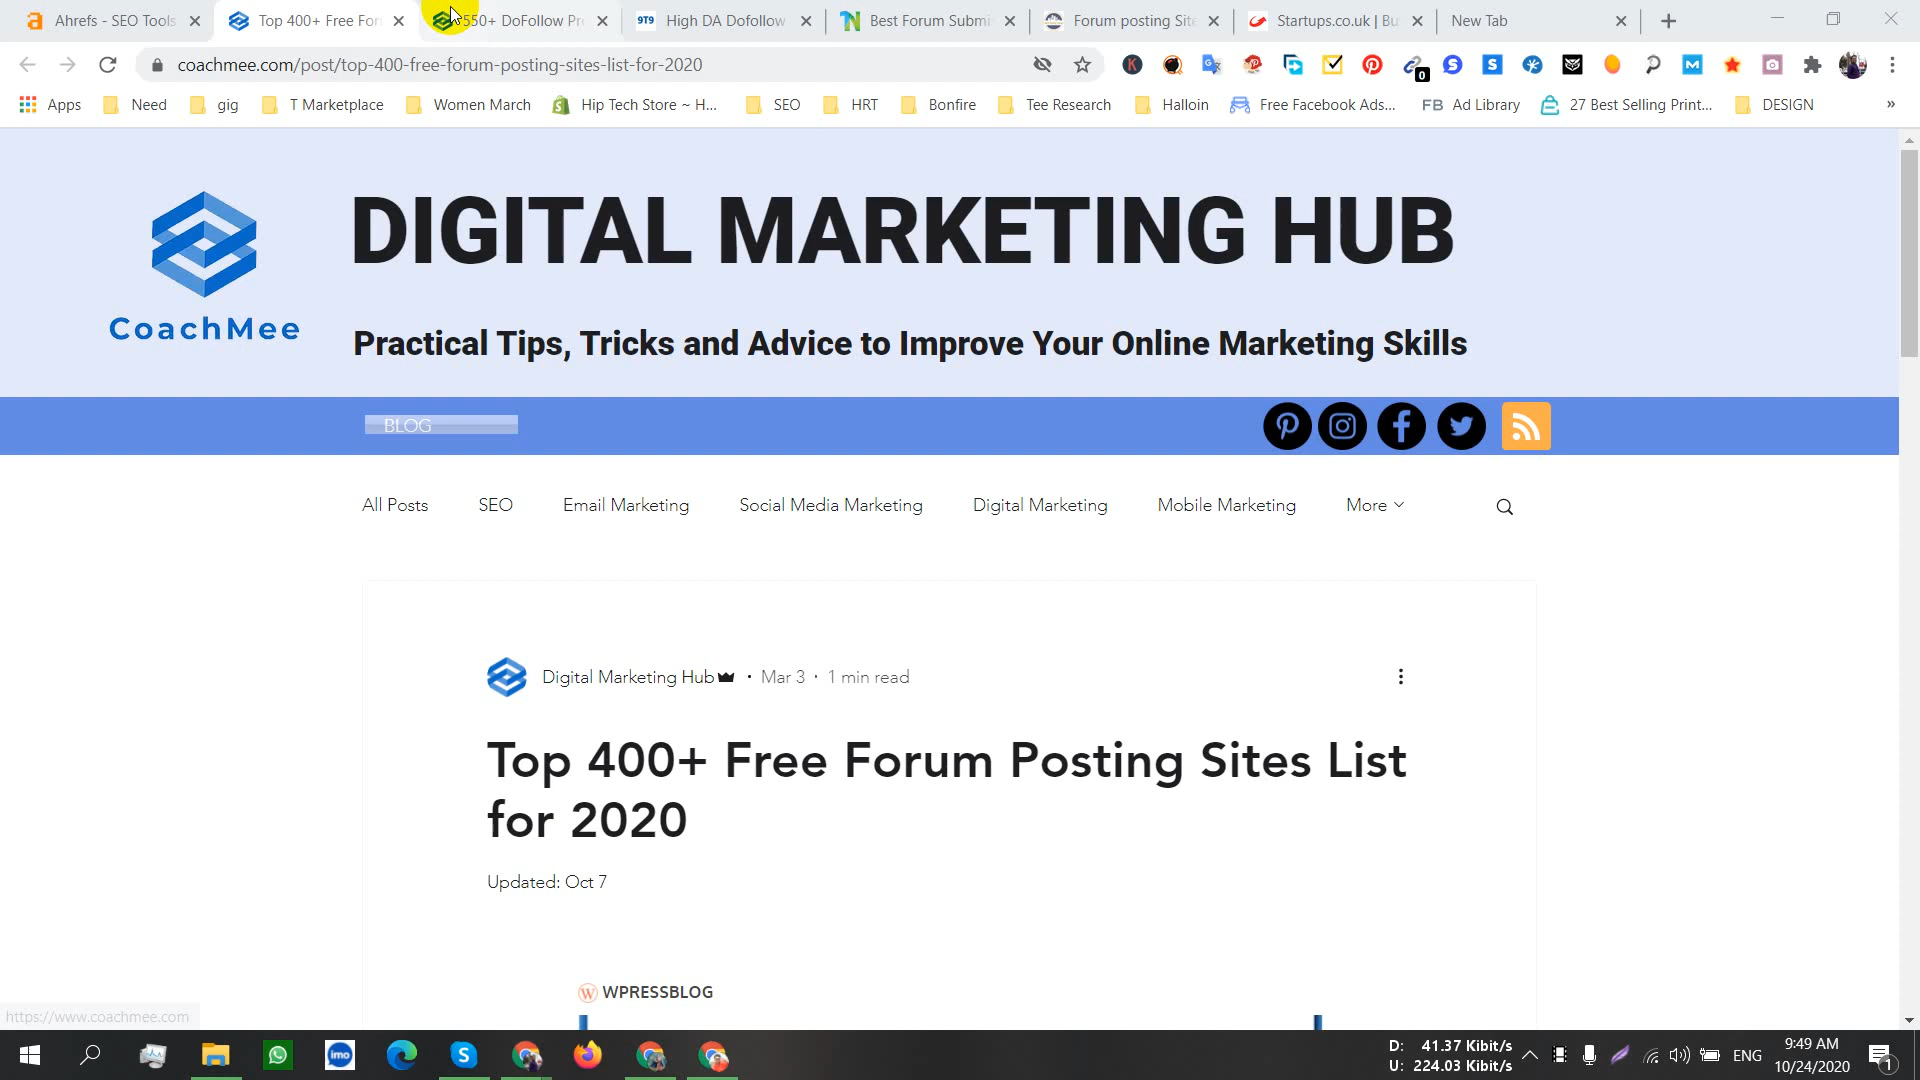 Ahrefs - SEO Tools
Top 400+ Free For
550+ DoFollow Pr
9T9 High DA Dofollow
Best Forum Submi
Forum posting Site
Startups.co.uk | Bu
New Tab
coachmee.com/post/top-400-free-forum-posting-sites-list-for-2020
Apps
Need
gig
T Marketplace
Women March
Hip Tech Store ~ H...
SEO
HRT
Bonfire
Tee Research
Halloin
Free Facebook Ads...
FB Ad Library
27 Best Selling Print...
DESIGN
»
DIGITAL MARKETING HUB
CoachMee
Practical Tips, Tricks and Advice to Improve Your Online Marketing Skills
BLOG
All Posts
SEO
Email Marketing
Social Media Marketing
Digital Marketing
Mobile Marketing
More
Digital Marketing Hub · Mar 3 · 1 min read
Top 400+ Free Forum Posting Sites List
for 2020
Updated: Oct 7
WPRESSBLOG
https://www.coachmee.com
imo
D: 41.37 Kibit/s
U: 224.03 Kibit/s
ENG
9:49 AM
10/24/2020
1